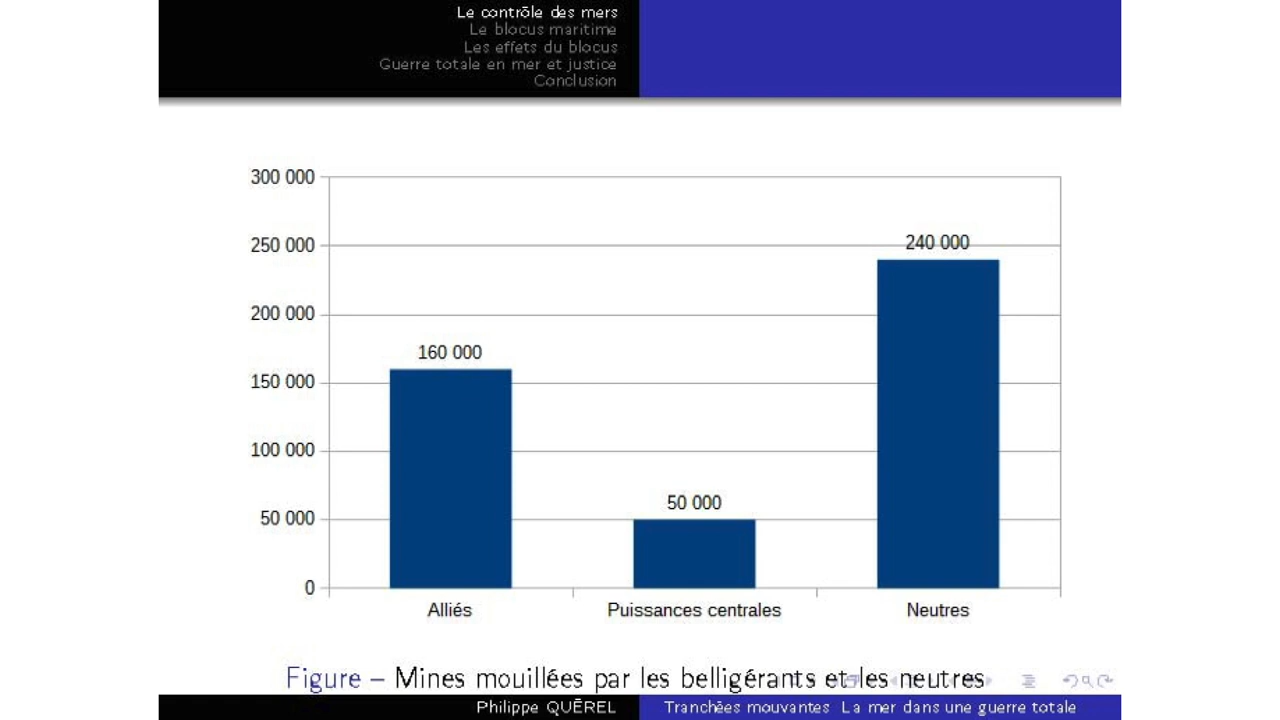 Le contrôle des mers
Le blocus maritime
Les effets du blocus
Guerre totale en mer et justice
Conclusion
300 000
250 000
200 000
150 000
100 000
50 000
0
160 000
50 000
240 000
Alliés
Puissances centrales
Neutres
Figure – Mines mouillées par les belligérants et les neutres
Philippe QUÉREL
Tranchées mouvantes La mer dans une guerre totale